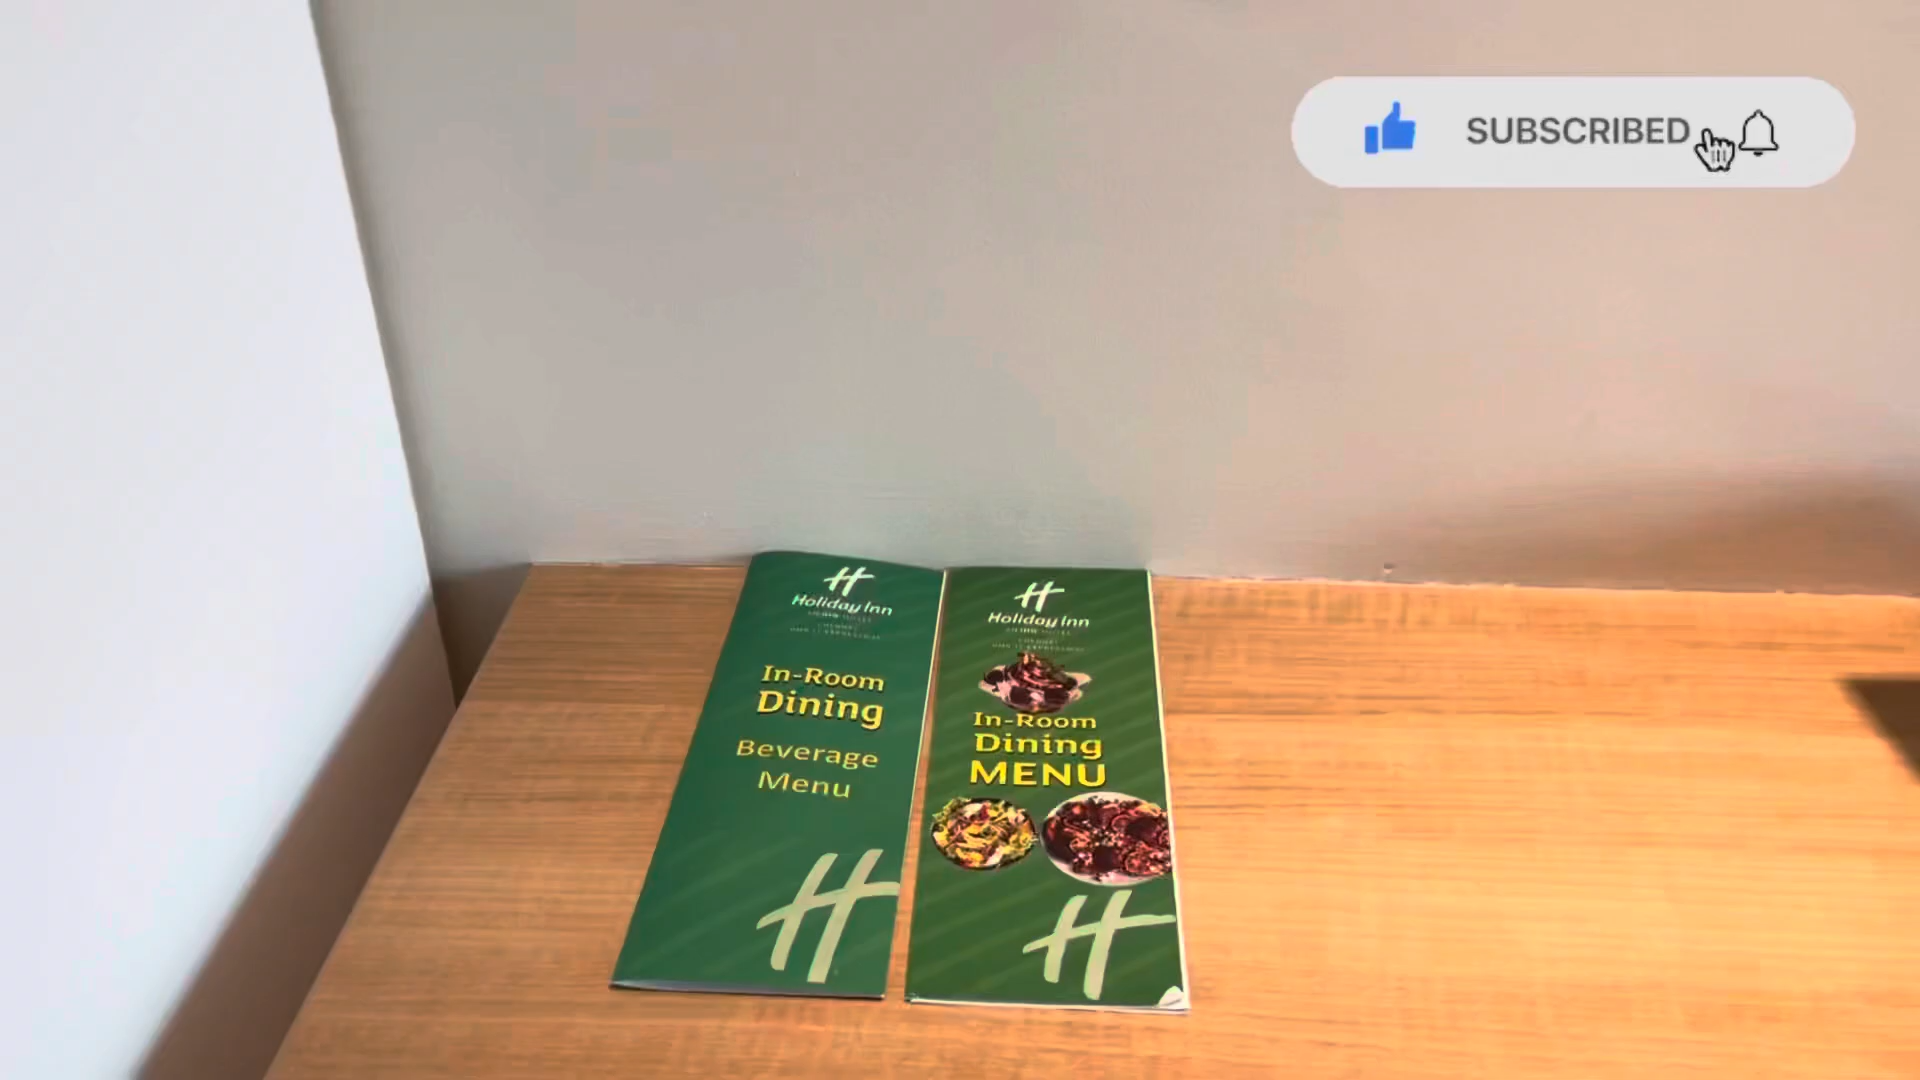 SUBSCRIBED
Holiday Inn
In-Room
Dining
Beverage
Menu
Holiday Inn
In-Room
Dining
MENU